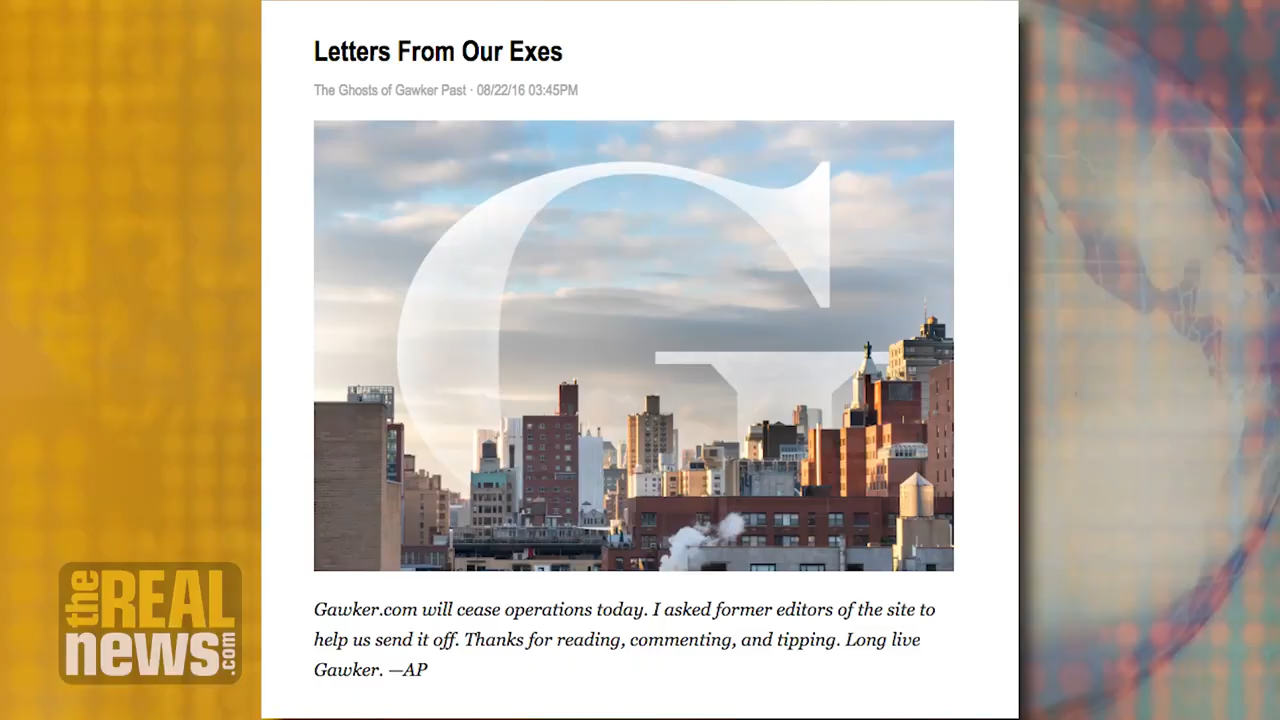 Letters From Our Exes
The Ghosts of Gawker Past · 08/22/16 03:45PM
G
Gawker.com will cease operations today. I asked former editors of the site to
help us send it off. Thanks for reading, commenting, and tipping. Long live
Gawker. —AP
the REAL
news.com